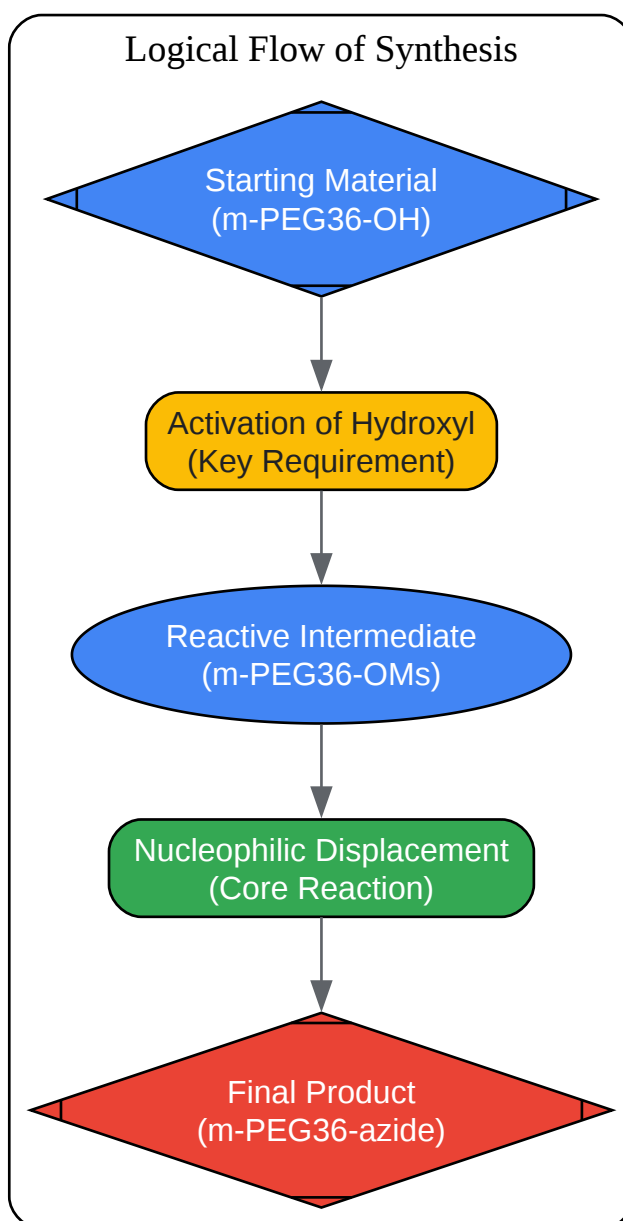 Logical Flow of Synthesis
Starting Material
(m-PEG36-OH)
Activation of Hydroxyl
(Key Requirement)
Reactive Intermediate
(m-PEG36-OMs)
Nucleophilic Displacement
(Core Reaction)
Final Product
(m-PEG36-azide)